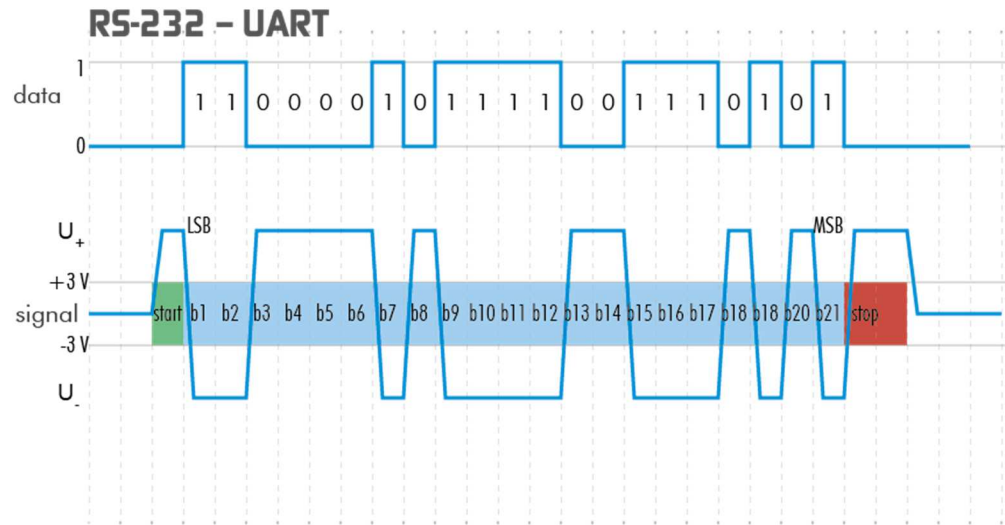 RS-232 – UART
1
data
1 1 0 0 0 0 1 0 1 1 1 1 0 0 1 1 1 0 1 0 1
0
U+
LSB
MSB
+3 V
signal
start b1 b2 b3 b4 b5 b6 b7 b8 b9 b10 b11 b12 b13 b14 b15 b16 b17 b18 b18 b20 b21 stop
-3 V
U-